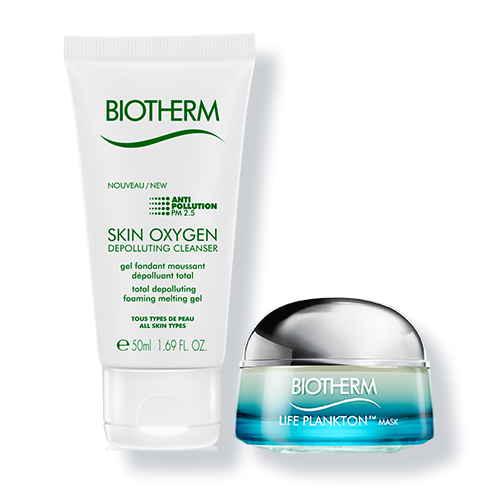 BIOTHERM
NOUVEAU / NEW
ANTI
POLLUTION
PM 2.5
SKIN OXYGEN
DEPOLLUTING CLEANSER
gel fondant moussant
dépolluant total
total depolluting
foaming melting gel
TOUS TYPES DE PEAU
ALL SKIN TYPES
℮ 50ml 1.69 FL. OZ.
BIOTHERM
LIFE PLANKTON™ MASK